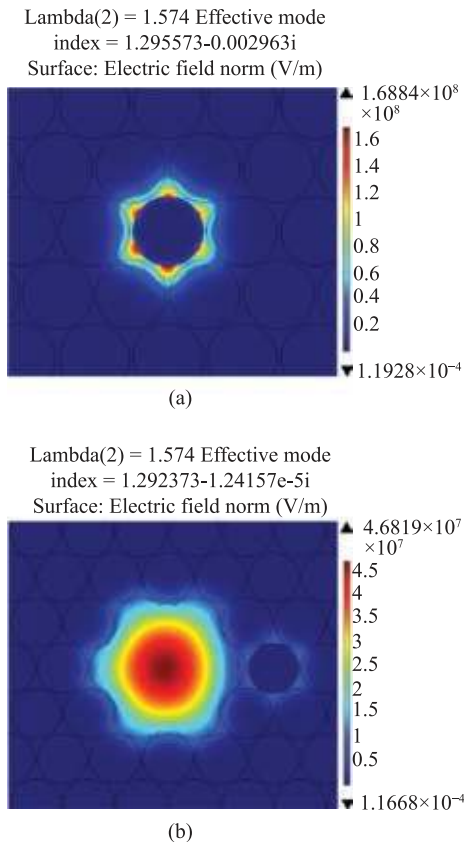 Lambda(2) = 1.574 Effective mode
index = 1.295573-0.002963i
Surface: Electric field norm (V/m)
▲ 1.6884×10⁸
×10⁸
1.6
1.4
1.2
1
0.8
0.6
0.4
0.2
▼ 1.1928×10⁻⁴
(a)
Lambda(2) = 1.574 Effective mode
index = 1.292373-1.24157e-5i
Surface: Electric field norm (V/m)
▲ 4.6819×10⁷
×10⁷
4.5
4
3.5
3
2.5
2
1.5
1
0.5
▼ 1.1668×10⁻⁴
(b)